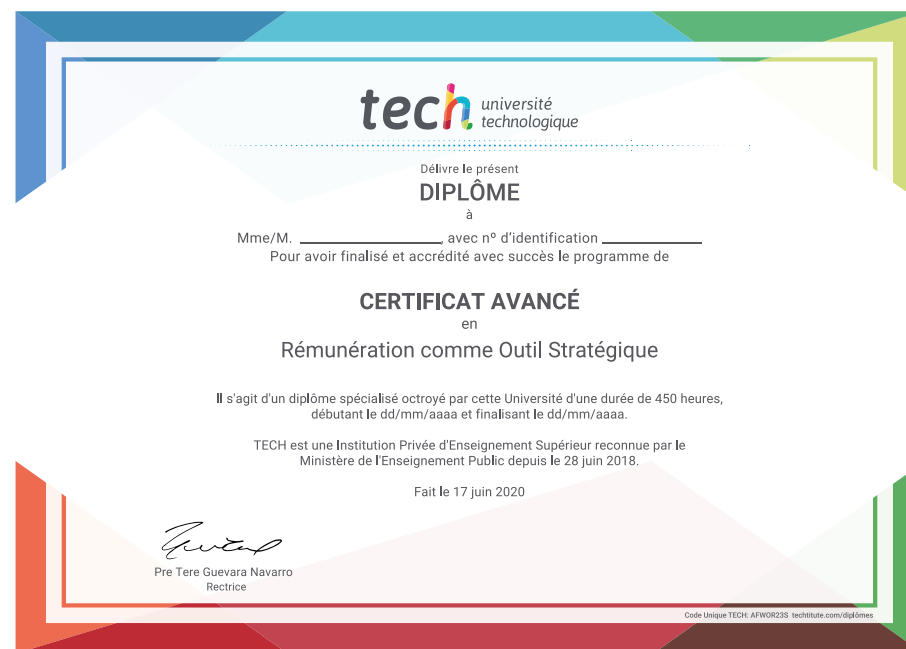 tech université
technologique
Délivre le présent
DIPLÔME
à
Mme/M. ____________________, avec nº d'identification ______________
Pour avoir finalisé et accrédité avec succès le programme de
CERTIFICAT AVANCÉ
en
Rémunération comme Outil Stratégique
Il s'agit d'un diplôme spécialisé octroyé par cette Université d'une durée de 450 heures,
débutant le dd/mm/aaaa et finalisant le dd/mm/aaaa.
TECH est une Institution Privée d'Enseignement Supérieur reconnue par le
Ministère de l'Enseignement Public depuis le 28 juin 2018.
Fait le 17 juin 2020
Pre Tere Guevara Navarro
Rectrice
Code Unique TECH: AFWOR23S techtitute.com/diplômes